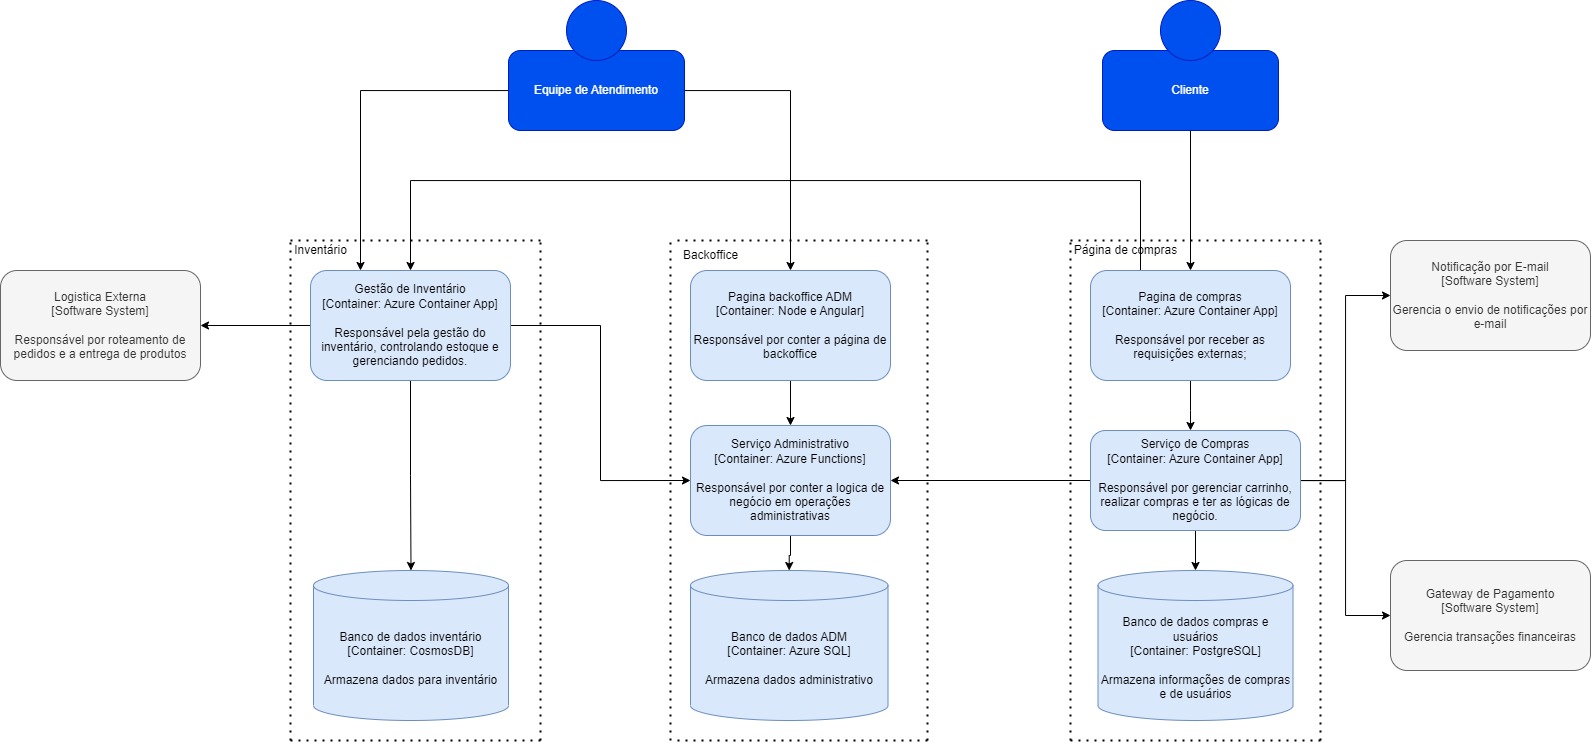 Equipe de Atendimento
Cliente
Inventário
Backoffice
Página de compras
Logistica Externa
[Software System]
Responsável por roteamento de
pedidos e a entrega de produtos
Gestão de Inventário
[Container: Azure Container App]
Responsável pela gestão do
inventário, controlando estoque e
gerenciando pedidos.
Pagina backoffice ADM
[Container: Node e Angular]
Responsável por conter a página de
backoffice
Pagina de compras
[Container: Azure Container App]
Responsável por receber as
requisições externas;
Notificação por E-mail
[Software System]
Gerencia o envio de notificações por
e-mail
Serviço Administrativo
[Container: Azure Functions]
Responsável por conter a logica de
negócio em operações
administrativas
Serviço de Compras
[Container: Azure Container App]
Responsável por gerenciar carrinho,
realizar compras e ter as lógicas de
negócio.
Gateway de Pagamento
[Software System]
Gerencia transações financeiras
Banco de dados inventário
[Container: CosmosDB]
Armazena dados para inventário
Banco de dados ADM
[Container: Azure SQL]
Armazena dados administrativo
Banco de dados compras e
usuários
[Container: PostgreSQL]
Armazena informações de compras
e de usuários